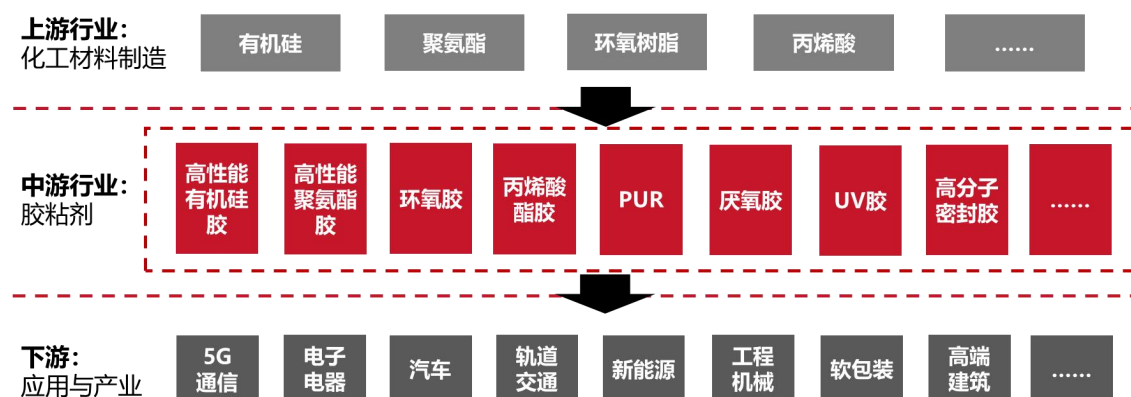 上游行业：
化工材料制造
有机硅
聚氨酯
环氧树脂
丙烯酸
……
中游行业：
胶粘剂
高性能
有机硅
胶
高性能
聚氨酯
胶
环氧胶
丙烯酸
酯胶
PUR
厌氧胶
UV胶
高分子
密封胶
……
下游：
应用与产业
5G
通信
电子
电器
汽车
轨道
交通
新能源
工程
机械
软包装
高端
建筑
……